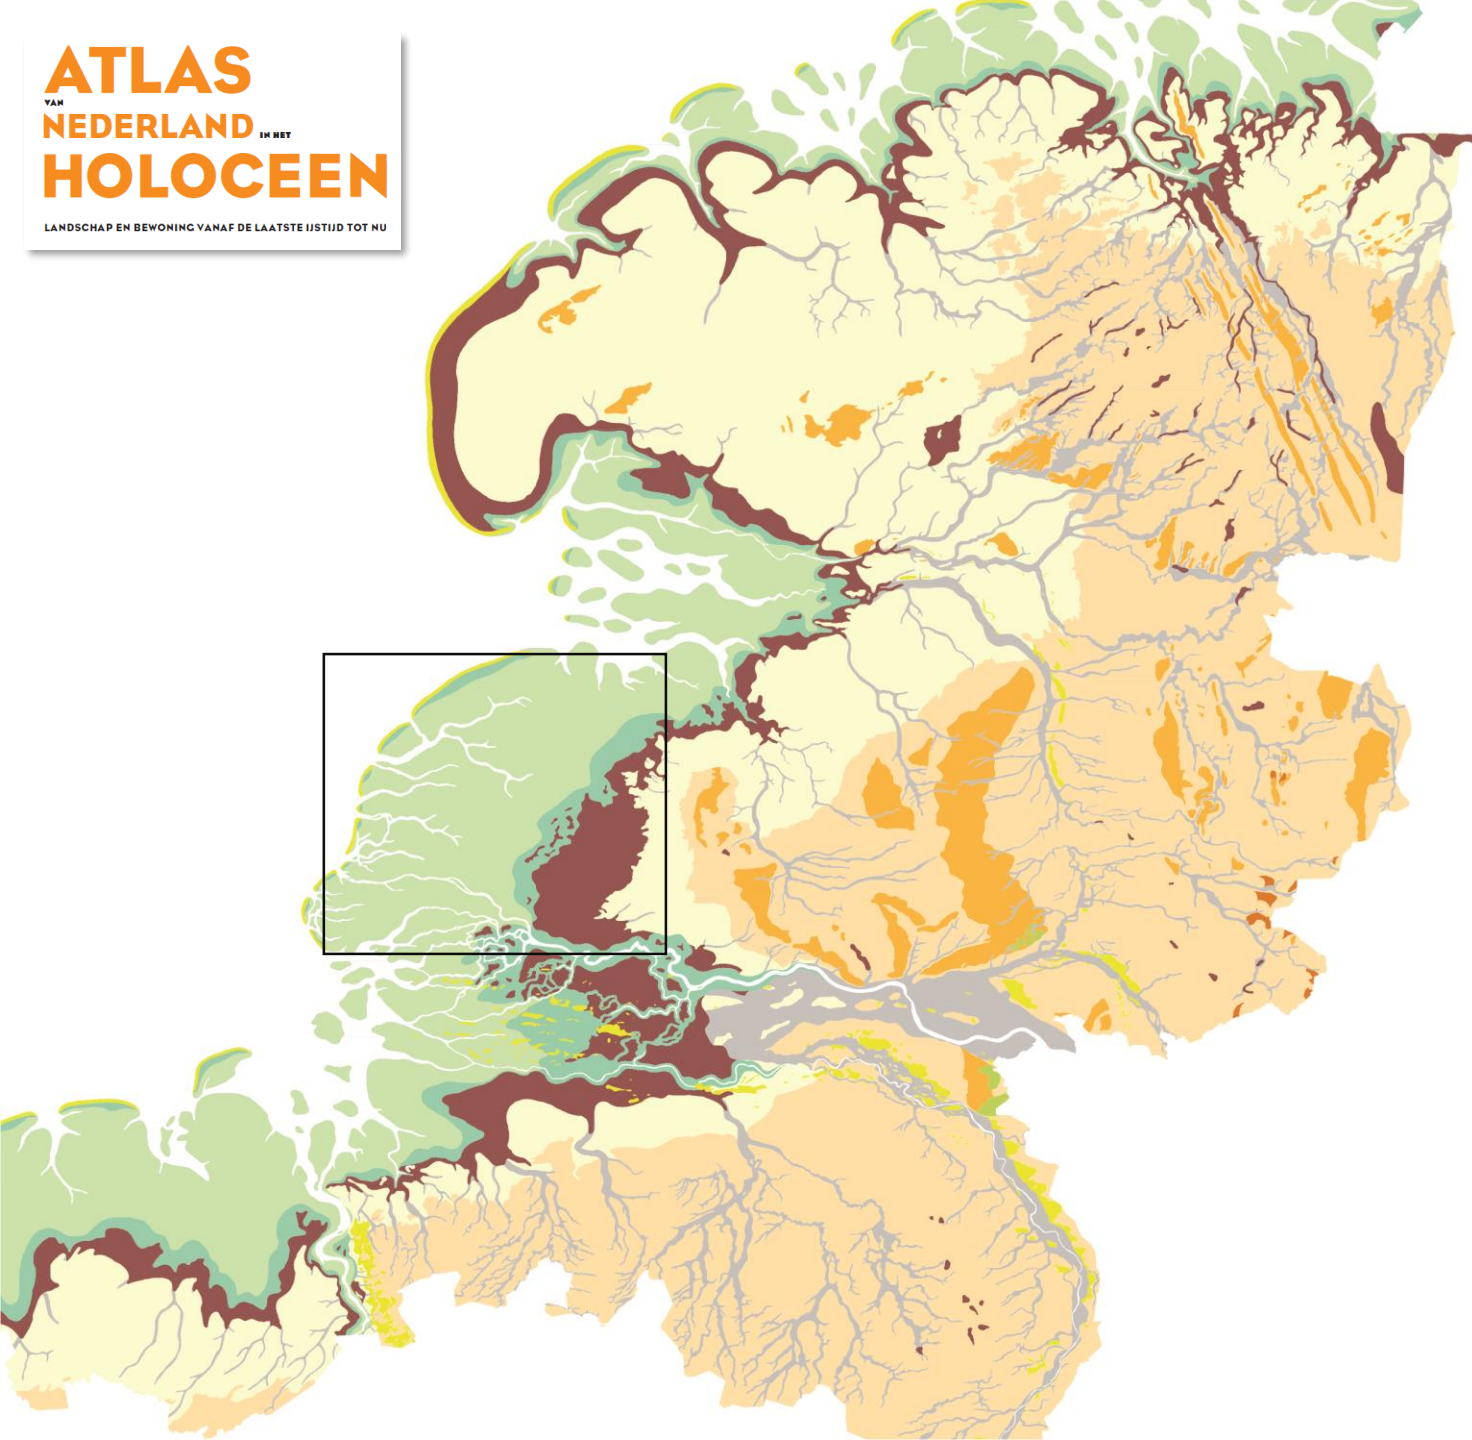 ATLAS
VAN
NEDERLAND IN HET
HOLOCEEN
LANDSCHAP EN BEWONING VANAF DE LAATSTE IJSTIJD TOT NU